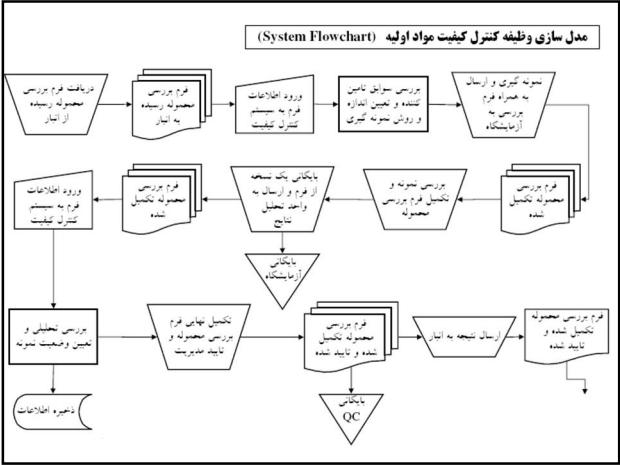 مدل سازی وظیفه کنترل کیفیت مواد اولیه (System Flowchart)
دریافت فرم بررسی
محموله رسیده
از انبار
فرم بررسی
محموله رسیده
به انبار
ورود اطلاعات
فرم به سیستم
کنترل کیفیت
بررسی سوابق تامین
کننده و تعیین اندازه
و روش نمونه گیری
نمونه گیری و ارسال
به همراه فرم
بررسی به
آزمایشگاه
فرم بررسی
محموله تکمیل
شده
بررسی نمونه و
تکمیل فرم بررسی
محموله
بایگانی یک نسخه
از فرم و ارسال به
واحد تحلیل
نتایج
بایگانی
آزمایشگاه
فرم بررسی
محموله تکمیل
شده
ورود اطلاعات
فرم به سیستم
کنترل کیفیت
بررسی تحلیلی و
تعیین وضعیت نمونه
ذخیره اطلاعات
تکمیل نهایی فرم
بررسی محموله و
تایید مدیریت
فرم بررسی
محموله تکمیل
شده و تایید شده
بایگانی
QC
ارسال نتیجه به انبار
فرم بررسی محموله
تکمیل شده و
تایید شده